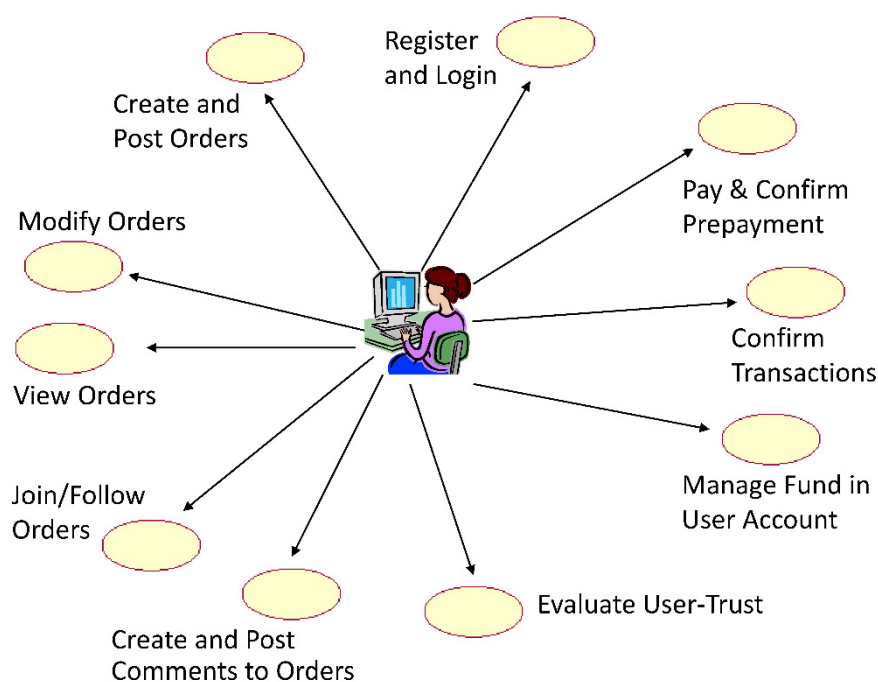 Register
and Login
Create and
Post Orders
Pay & Confirm
Prepayment
Modify Orders
Confirm
Transactions
View Orders
Manage Fund in
User Account
Join/Follow
Orders
Evaluate User-Trust
Create and Post
Comments to Orders